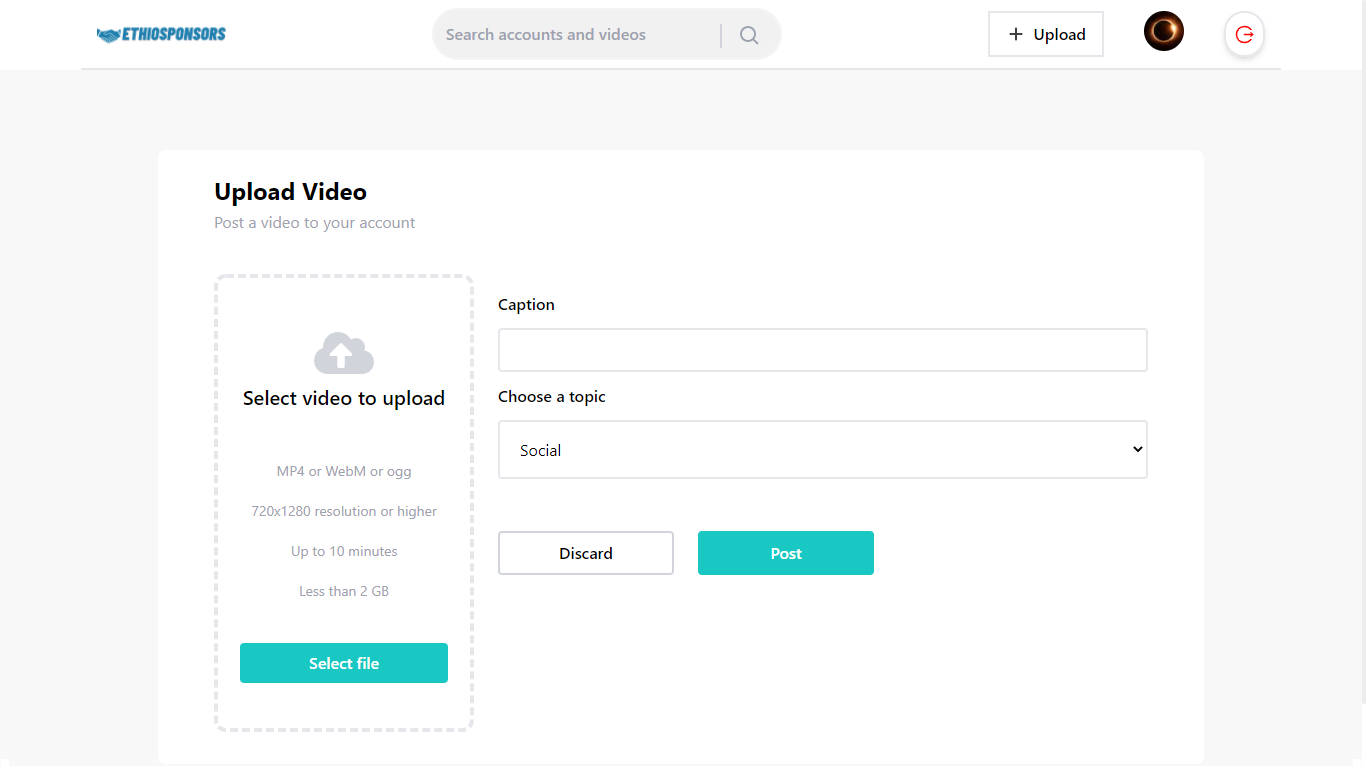 ETHIOSPONSORS
Search accounts and videos
Upload
Upload Video
Post a video to your account
Select video to upload
MP4 or WebM or ogg
720x1280 resolution or higher
Up to 10 minutes
Less than 2 GB
Select file
Caption
Choose a topic
Social
Discard
Post